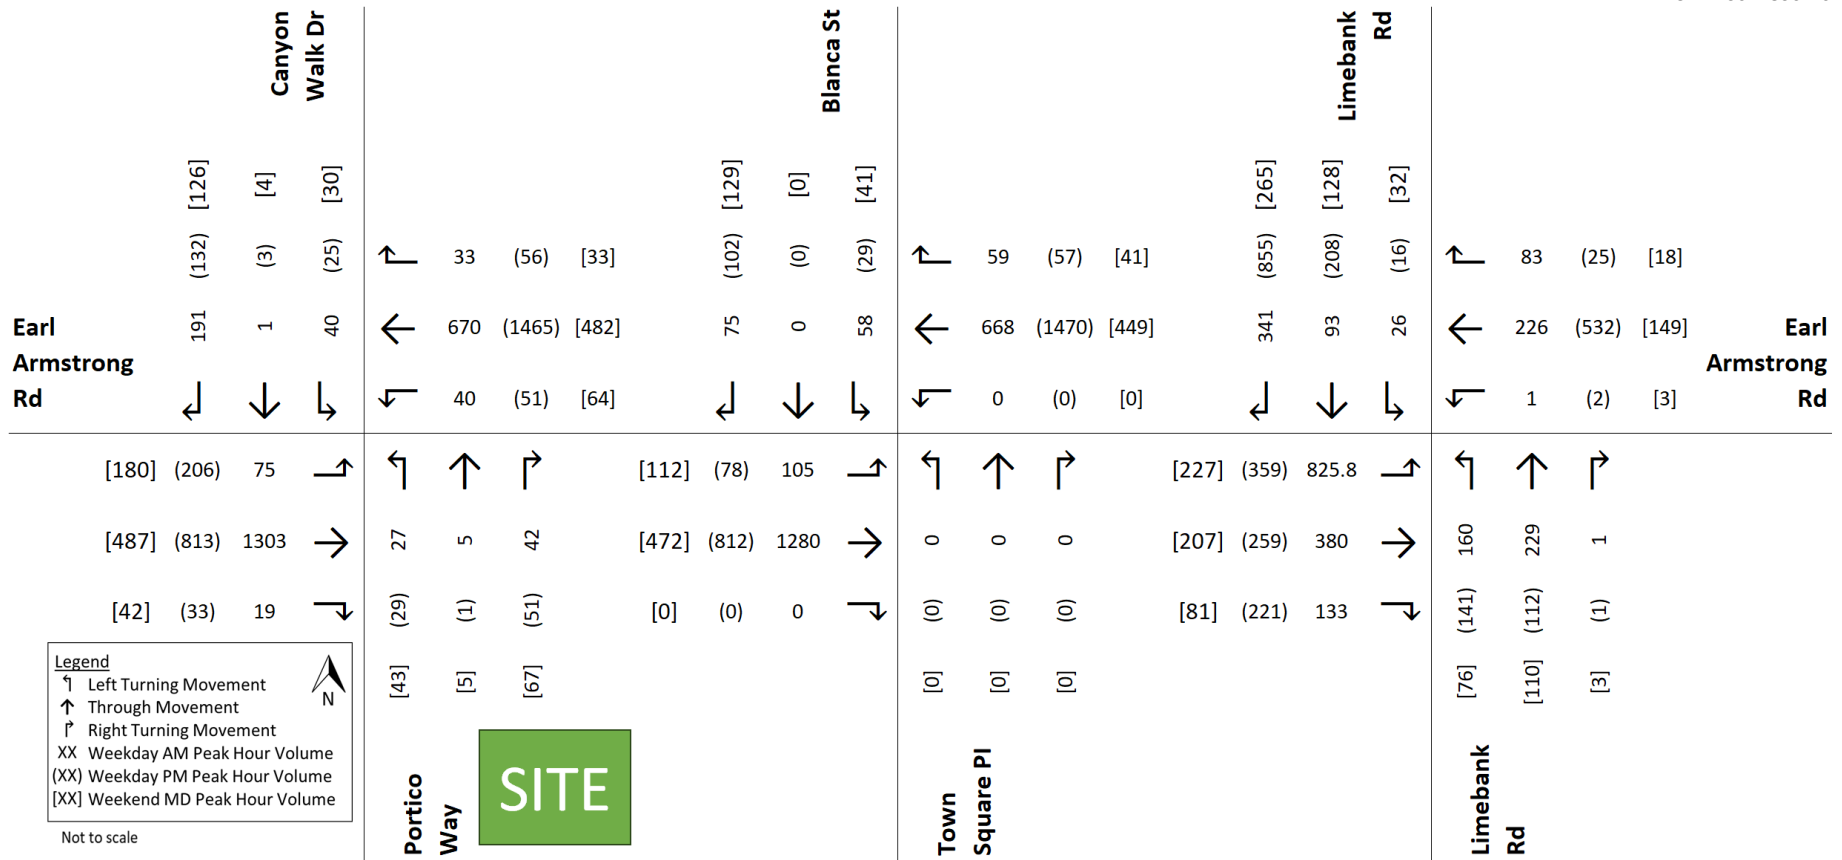 Canyon
Walk Dr
Blanca St
Limebank
Rd
[126] [4] [30]
(132) (3) (25)
191 1 40
[129] [0] [41]
(102) (0) (29)
75 0 58
[265] [128] [32]
(855) (208) (16)
341 93 26
33 (56) [33]
670 (1465) [482]
40 (51) [64]
59 (57) [41]
668 (1470) [449]
0 (0) [0]
83 (25) [18]
226 (532) [149]
1 (2) [3]
Earl
Armstrong
Rd
Earl
Armstrong
Rd
[180] (206) 75
[487] (813) 1303
[42] (33) 19
27 5 42
(29) (1) (51)
[43] [5] [67]
[112] (78) 105
[472] (812) 1280
[0] (0) 0
0 0 0
(0) (0) (0)
[0] [0] [0]
[227] (359) 825.8
[207] (259) 380
[81] (221) 133
160 229 1
(141) (112) (1)
[76] [110] [3]
Legend
Left Turning Movement
Through Movement
Right Turning Movement
XX Weekday AM Peak Hour Volume
(XX) Weekday PM Peak Hour Volume
[XX] Weekend MD Peak Hour Volume
N
Not to scale
Portico
Way
SITE
Town
Square Pl
Limebank
Rd